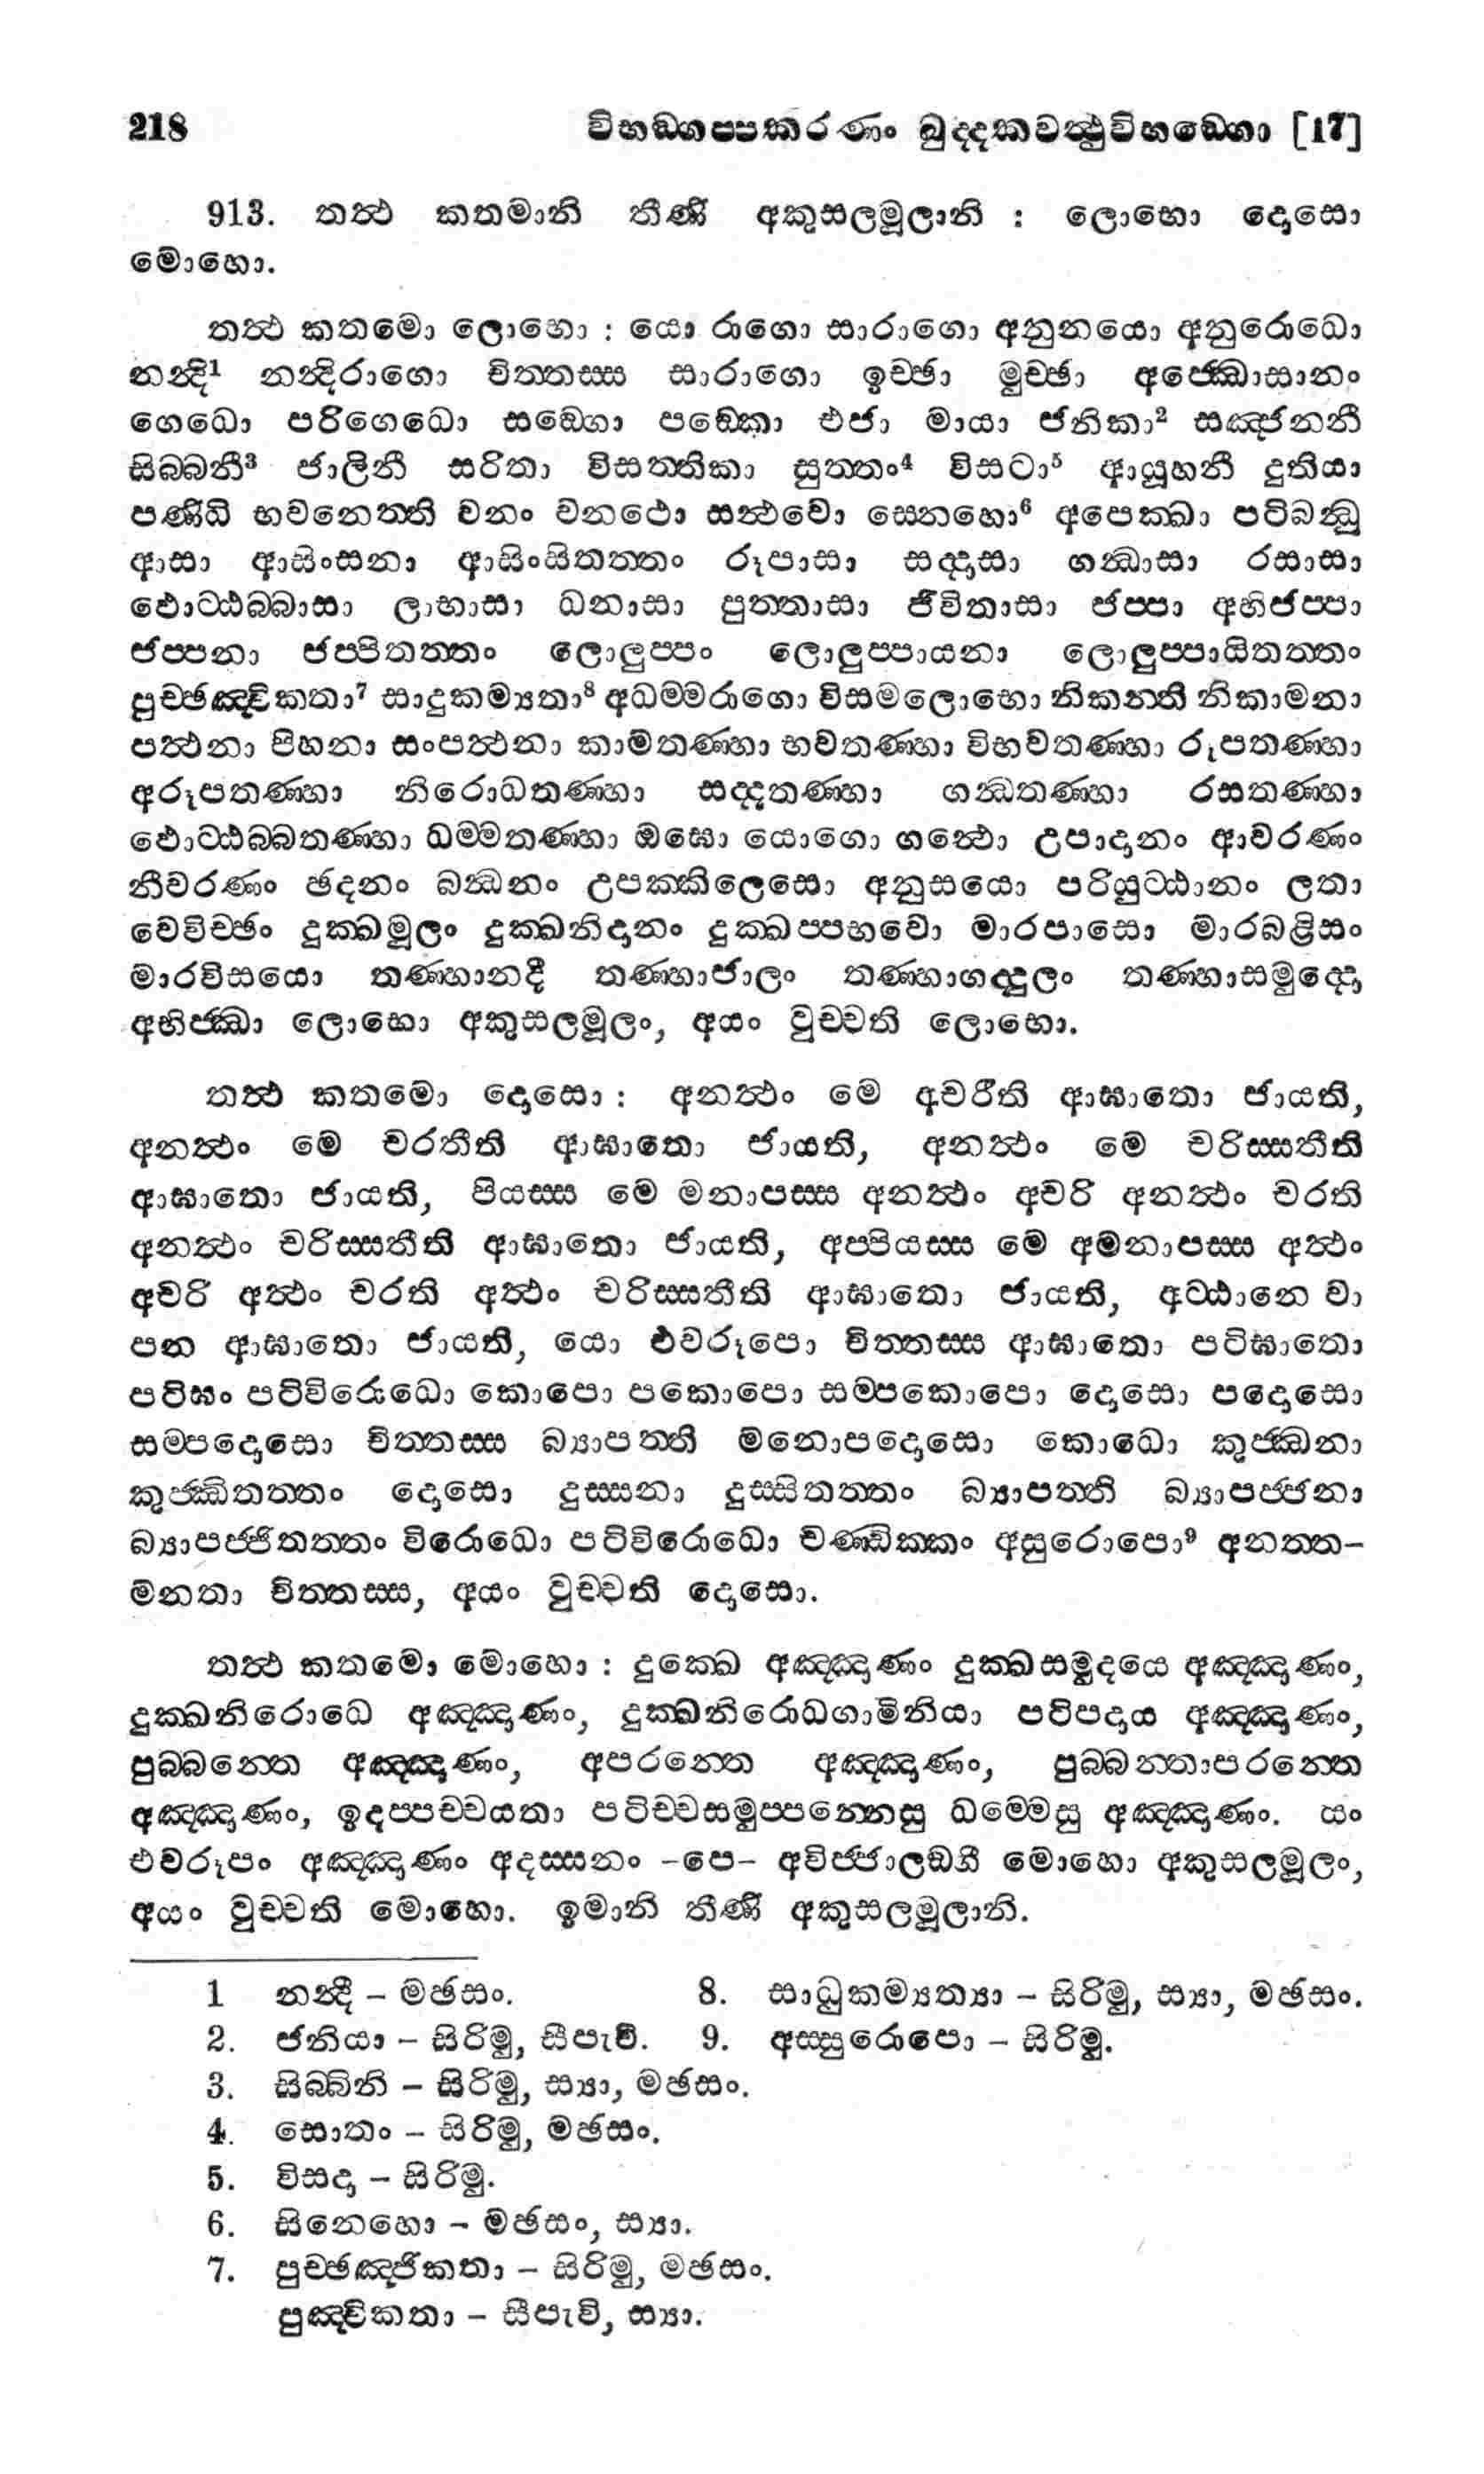 218 විභඞ්ගප්පකරණං ඛුද්දකවත්ථුවිභඞ්ගො [17]
913. තත්ථ කතමානි තීණි අකුසලමූලානි : ලොභො දොසො
මොහො.
තත්ථ කතමො ලොභො : යො රාගො සාරාගො අනුනයො අනුරොධො
නන්දි1 නන්දිරාගො චිත්තස්ස සාරාගො ඉච්ඡා මුච්ඡා අජ්ඣොසානං
ගෙධො පරිගෙධො සඞ්ගො පඞ්කො එජා මායා ජනිකා2 සඤ්ජනනී
සිබ්බනී3 ජාලිනී සරිතා විසත්තිකා සුත්තං4 විසටා5 ආයූහනී දුතියා
පණිධි භවනෙත්ති වනං වනථො සන්ථවො සෙනහො6 අපෙක්ඛා පටිබන්ධු
ආසා ආසිංසනා ආසිංසිතත්තං රූපාසා සද්දාසා ගන්ධාසා රසාසා
ඵොට්ඨබ්බාසා ලාභාසා ධනාසා පුත්තාසා ජීවිතාසා ජප්පා අභිජප්පා
ජප්පනා ජප්පිතත්තං ලොලුප්පං ලොලුප්පායනා ලොලුප්පායිතත්තං
පුච්ඡඤ්චිකතා7 සාදුකම්‍යතා8 අධම්මරාගො විසමලොභො නිකන්ති නිකාමනා
පත්ථනා පිහනා සංපත්ථනා කාමතණ්හා භවතණ්හා විභවතණ්හා රූපතණ්හා
අරූපතණ්හා නිරොධතණ්හා සද්දතණ්හා ගන්ධතණ්හා රසතණ්හා
ඵොට්ඨබ්බතණ්හා ධම්මතණ්හා ඔඝො යොගො ගන්ථො උපාදානං ආවරණං
නීවරණං ඡදනං බන්ධනං උපක්කිලෙසො අනුසයො පරියුට්ඨානං ලතා
වෙවිච්ඡං දුක්ඛමූලං දුක්ඛනිදානං දුක්ඛප්පභවො මාරපාසො මාරබළිසං
මාරවිසයො තණ්හානදී තණ්හාජාලං තණ්හාගද්දුලං තණ්හාසමුද්දො
අභිජ්ඣා ලොභො අකුසලමූලං, අයං වුච්චති ලොභො.
තත්ථ කතමො දොසො : අනත්ථං මෙ අචරීති ආඝාතො ජායති,
අනත්ථං මෙ චරතීති ආඝාතො ජායති, අනත්ථං මෙ චරිස්සතීති
ආඝාතො ජායති, පියස්ස මෙ මනාපස්ස අනත්ථං අචරි අනත්ථං චරති
අනත්ථං චරිස්සතීති ආඝාතො ජායති, අප්පියස්ස මෙ අමනාපස්ස අත්ථං
අචරි අත්ථං චරති අත්ථං චරිස්සතීති ආඝාතො ජායති, අට්ඨානෙ වා
පන ආඝාතො ජායති, යො එවරූපො චිත්තස්ස ආඝාතො පටිඝාතො
පටිඝං පටිවිරොධො කොපො පකොපො සම්පකොපො දොසො පදොසො
සම්පදොසො චිත්තස්ස බ්‍යාපත්ති මනොපදොසො කොධො කුජ්ඣනා
කුජ්ඣිතත්තං දොසො දුස්සනා දුස්සිතත්තං බ්‍යාපත්ති බ්‍යාපජ්ජනා
බ්‍යාපජ්ජිතත්තං විරොධො පටිවිරොධො චණ්ඩික්කං අසුරොපො9 අනත්ත-
මනතා චිත්තස්ස, අයං වුච්චති දොසො.
තත්ථ කතමො මොහො : දුක්ඛෙ අඤ්ඤාණං දුක්ඛසමුදයෙ අඤ්ඤාණං,
දුක්ඛනිරොධෙ අඤ්ඤාණං, දුක්ඛනිරොධගාමිනියා පටිපදාය අඤ්ඤාණං,
පුබ්බන්තෙ අඤ්ඤාණං, අපරන්තෙ අඤ්ඤාණං, පුබ්බන්තාපරන්තෙ
අඤ්ඤාණං, ඉදප්පච්චයතා පටිච්චසමුප්පන්නෙසු ධම්මෙසු අඤ්ඤාණං. යං
එවරූපං අඤ්ඤාණං අදස්සනං -පෙ- අවිජ්ජාලඞ්ගී මොහො අකුසලමූලං,
අයං වුච්චති මොහො. ඉමානි තීණි අකුසලමූලානි.
1 නන්දී - මඡසං.
2. ජනියා - සිරිමු, සීපැවි.
3. සිබ්බිනි - සිරිමු, ස්‍යා, මඡසං.
4. සොතං - සිරිමු, මඡසං.
5. විසදා - සිරිමු.
6. සිනෙහො - මඡසං, ස්‍යා.
7. පුච්ඡඤ්ජිකතා - සිරිමු, මඡසං.
පුඤ්චිකතා - සීපැවි, ස්‍යා.
8. සාධුකම්‍යත්‍යා - සිරිමු, ස්‍යා, මඡසං.
9. අස්සුරොපො - සිරිමු.